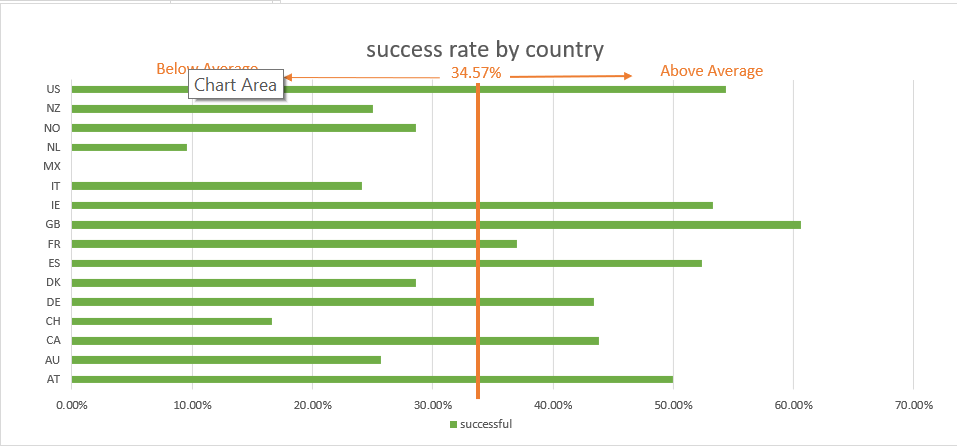 success rate by country
Below Average
34.57%
Above Average
Chart Area
US
NZ
NO
NL
MX
IT
IE
GB
FR
ES
DK
DE
CH
CA
AU
AT
0.00% 10.00% 20.00% 30.00% 40.00% 50.00% 60.00% 70.00%
successful